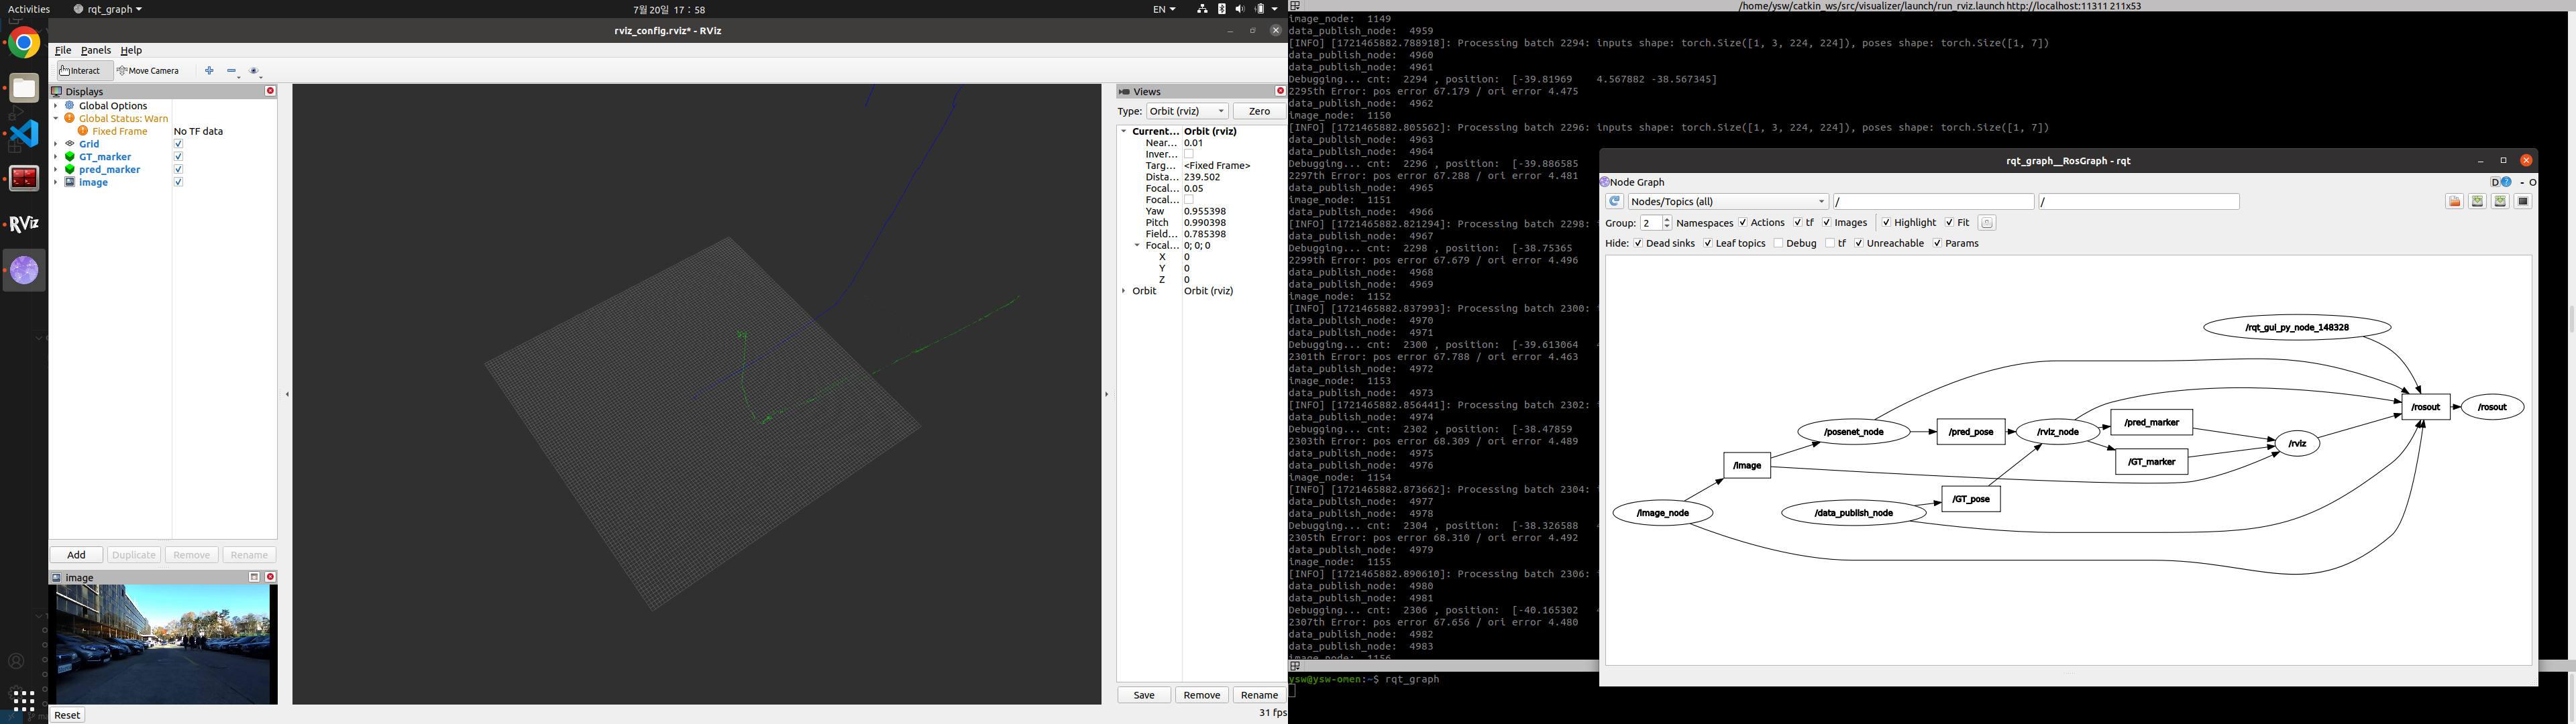 Activities
rqt_graph
7월 20일 17 : 58
EN
rviz_config.rviz* - RViz
File Panels Help
Interact
Move Camera
Displays
Global Options
Global Status: Warn
Fixed Frame No TF data
Grid
GT_marker
pred_marker
image
Add Duplicate Remove Rename
image
Reset
RViz
Views
Type: Orbit (rviz) Zero
Current... Orbit (rviz)
Near... 0.01
Inver...
Targ... <Fixed Frame>
Dista... 239.502
Focal... 0.05
Focal...
Yaw 0.955398
Pitch 0.990398
Field... 0.785398
Focal... 0; 0; 0
X 0
Y 0
Z 0
Orbit Orbit (rviz)
Save Remove Rename
31 fps
/home/ysw/catkin_ws/src/visualizer/launch/run_rviz.launch http://localhost:11311 211x53
image_node:  1149
data_publish_node:  4959
[INFO] [1721465882.788918]: Processing batch 2294: inputs shape: torch.Size([1, 3, 224, 224]), poses shape: torch.Size([1, 7])
data_publish_node:  4960
data_publish_node:  4961
Debugging... cnt:  2294 , position:  [-39.81969    4.567882 -38.567345]
2295th Error: pos error 67.179 / ori error 4.475
data_publish_node:  4962
image_node:  1150
[INFO] [1721465882.805562]: Processing batch 2296: inputs shape: torch.Size([1, 3, 224, 224]), poses shape: torch.Size([1, 7])
data_publish_node:  4963
data_publish_node:  4964
Debugging... cnt:  2296 , position:  [-39.886585
2297th Error: pos error 67.288 / ori error 4.481
data_publish_node:  4965
image_node:  1151
data_publish_node:  4966
[INFO] [1721465882.821294]: Processing batch 2298:
data_publish_node:  4967
Debugging... cnt:  2298 , position:  [-38.75365
2299th Error: pos error 67.679 / ori error 4.496
data_publish_node:  4968
data_publish_node:  4969
image_node:  1152
[INFO] [1721465882.837993]: Processing batch 2300:
data_publish_node:  4970
data_publish_node:  4971
Debugging... cnt:  2300 , position:  [-39.613064
2301th Error: pos error 67.788 / ori error 4.463
data_publish_node:  4972
image_node:  1153
data_publish_node:  4973
[INFO] [1721465882.856441]: Processing batch 2302:
data_publish_node:  4974
Debugging... cnt:  2302 , position:  [-38.47859
2303th Error: pos error 68.309 / ori error 4.489
data_publish_node:  4975
data_publish_node:  4976
image_node:  1154
[INFO] [1721465882.873662]: Processing batch 2304:
data_publish_node:  4977
data_publish_node:  4978
Debugging... cnt:  2304 , position:  [-38.326588
2305th Error: pos error 68.310 / ori error 4.492
data_publish_node:  4979
image_node:  1155
[INFO] [1721465882.890610]: Processing batch 2306:
data_publish_node:  4980
data_publish_node:  4981
Debugging... cnt:  2306 , position:  [-40.165302
2307th Error: pos error 67.656 / ori error 4.480
data_publish_node:  4982
data_publish_node:  4983
image_node:  1156
ysw@ysw-omen:~$ rqt_graph
rqt_graph__RosGraph - rqt
Node Graph
D - O
Nodes/Topics (all) / /
Group: 2 Namespaces Actions tf Images Highlight Fit
Hide: Dead sinks Leaf topics Debug tf Unreachable Params
/rqt_gui_py_node_148328
/rosout
/rosout
/posenet_node
/pred_pose
/rviz_node
/pred_marker
/rviz
/GT_marker
/image
/GT_pose
/image_node
/data_publish_node